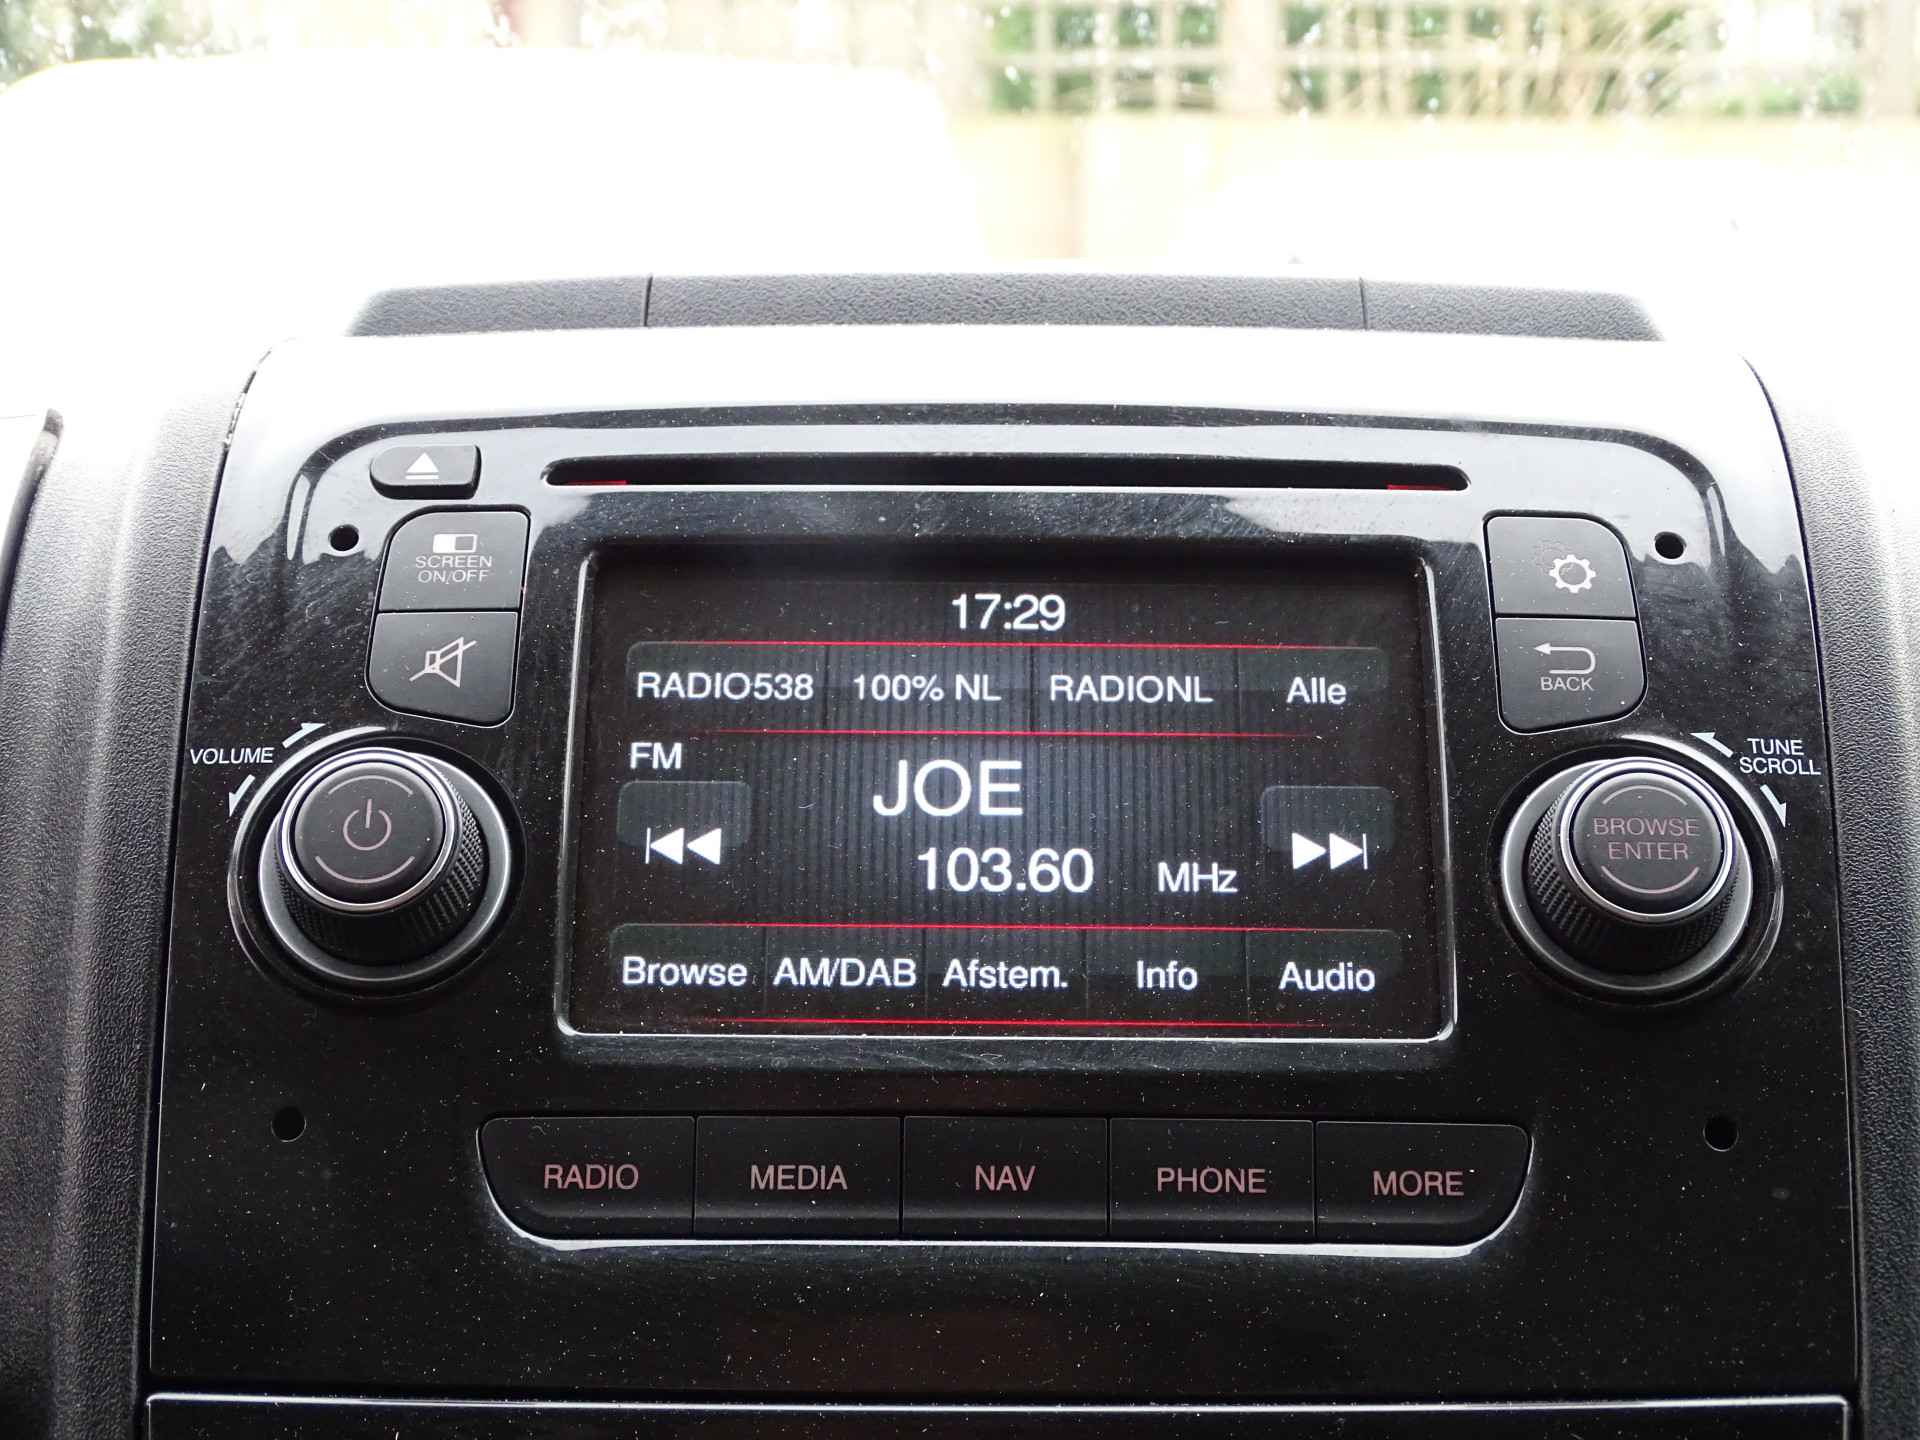 SCREEN
ON/OFF
17:29
RADIO538 100% NL RADIONL Alle
BACK
VOLUME
FM
TUNE
SCROLL
JOE
103.60 MHz
BROWSE
ENTER
Browse AM/DAB Afstem. Info Audio
RADIO MEDIA NAV PHONE MORE